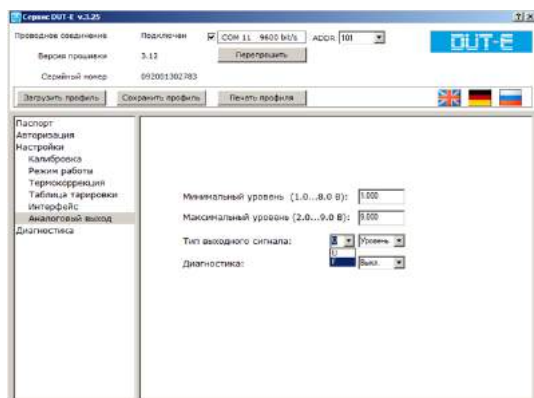 Сервис DUT-E v.3.25
Проводное соединение Подключен COM 11 9600 bit/s ADDR 101
DUT-E
Версия прошивки 3.12 Перепрошить
Серийный номер 092001302783
Загрузить профиль Сохранить профиль Печать профиля
Паспорт
Авторизация
Настройки
Калибровка
Режим работы
Термокоррекция
Таблица тарировки
Интерфейс
Аналоговый выход
Диагностика
Минимальный уровень (1.0...8.0 В): 1.000
Максимальный уровень (2.0...9.0 В): 9.000
Тип выходного сигнала: U Уровень
U
F
Диагностика: Выкл.